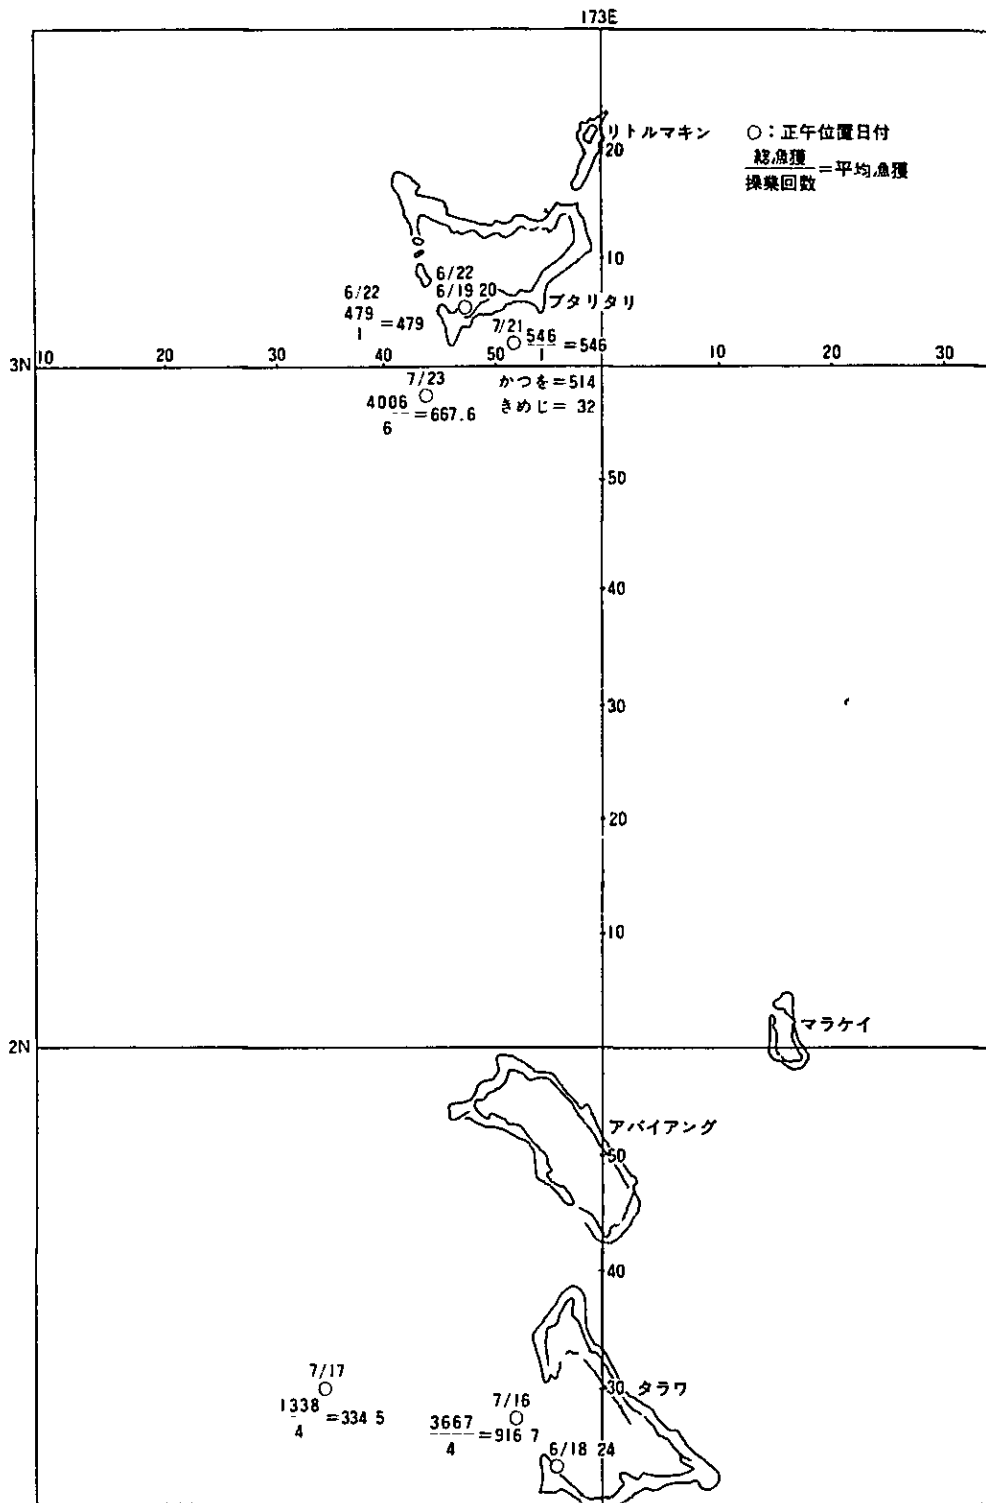 173E
リトルマキン
○：正午位置日付
20
総漁獲
操業回数
＝平均漁獲
10
6/22
6/19 20
ブタリタリ
6/22
479
1
=479
7/21
546
1
=546
3N
10
20
30
40
50
10
20
30
7/23
4006
6
=667.6
かつを＝514
きめじ＝ 32
50
40
30
20
10
マラケイ
2N
アバイアング
50
40
7/17
30
タラワ
1338
4
=334 5
7/16
3667
4
=916 7
6/18 24